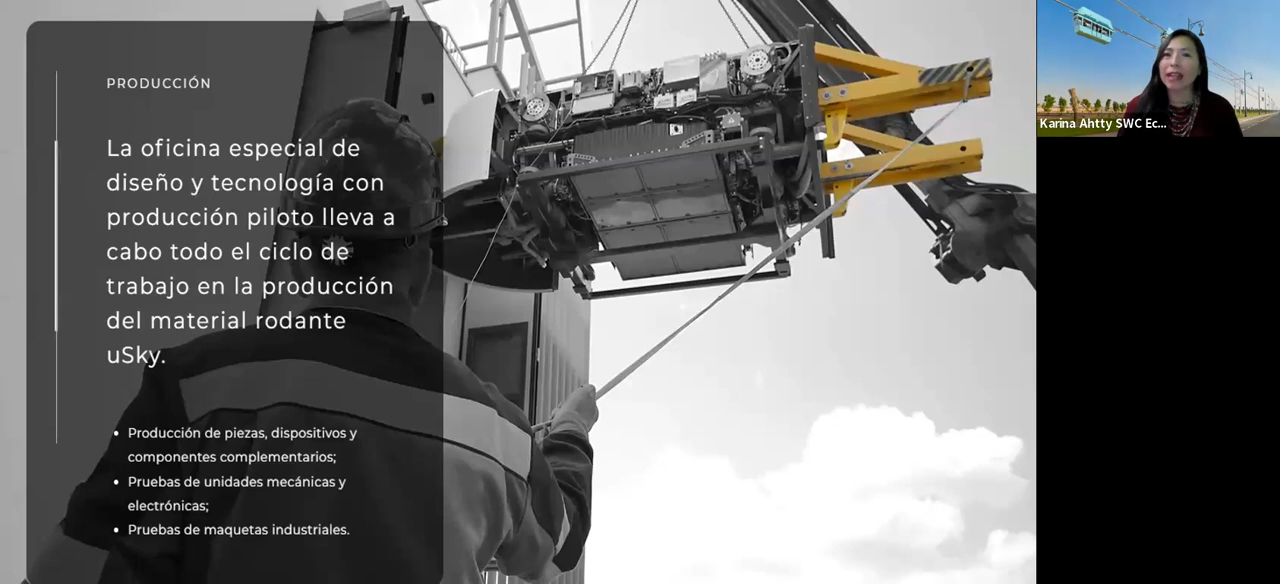 PRODUCCIÓN
La oficina especial de
diseño y tecnología con
producción piloto lleva a
cabo todo el ciclo de
trabajo en la producción
del material rodante
uSky.
• Producción de piezas, dispositivos y
componentes complementarios;
• Pruebas de unidades mecánicas y
electrónicas;
• Pruebas de maquetas industriales.
Karina Ahtty SWC Ec...